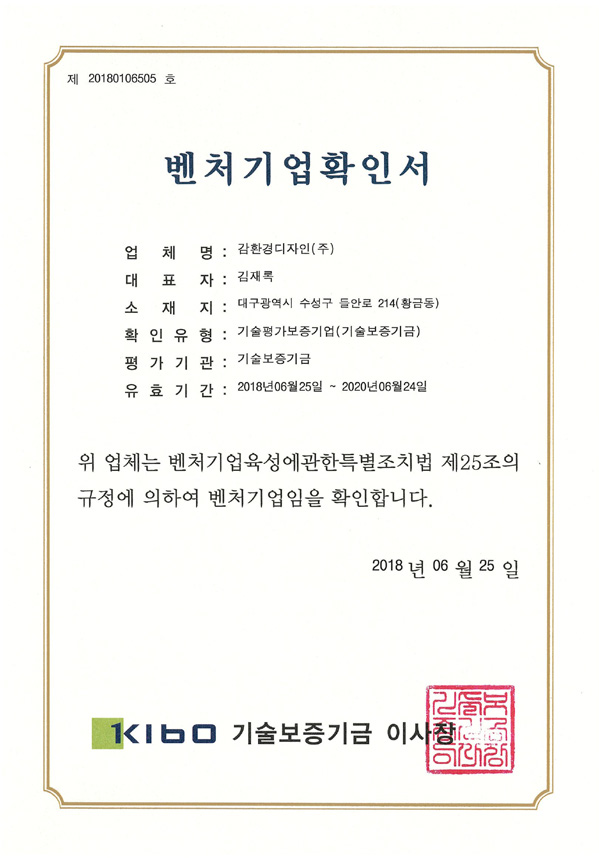 제 20180106505 호
벤처기업확인서
업체명 : 감환경디자인(주)
대표자 : 김재록
소재지 : 대구광역시 수성구 들안로 214(황금동)
확인유형 : 기술평가보증기업(기술보증기금)
평가기관 : 기술보증기금
유효기간 : 2018년06월25일 ~ 2020년06월24일
위 업체는 벤처기업육성에관한특별조치법 제25조의
규정에 의하여 벤처기업임을 확인합니다.
2018 년 06 월 25 일
KIBO 기술보증기금 이사장